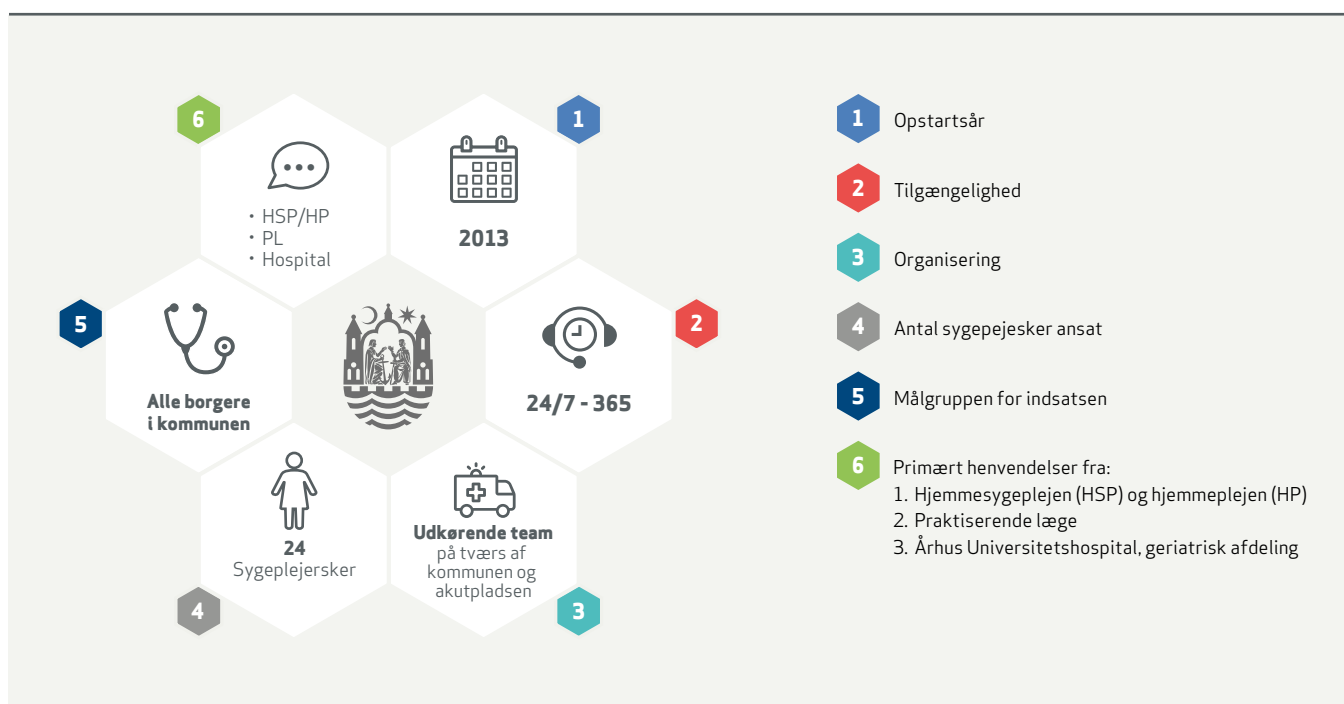 6
1
• HSP/HP
• PL
• Hospital
2013
5
2
Alle borgere
i kommunen
24/7 - 365
24
Sygeplejersker
Udkørende team
på tværs af
kommunen og
akutpladsen
4
3
1 Opstartsår
2 Tilgængelighed
3 Organisering
4 Antal sygepejesker ansat
5 Målgruppen for indsatsen
6 Primært henvendelser fra:
1. Hjemmesygeplejen (HSP) og hjemmeplejen (HP)
2. Praktiserende læge
3. Århus Universitetshospital, geriatrisk afdeling